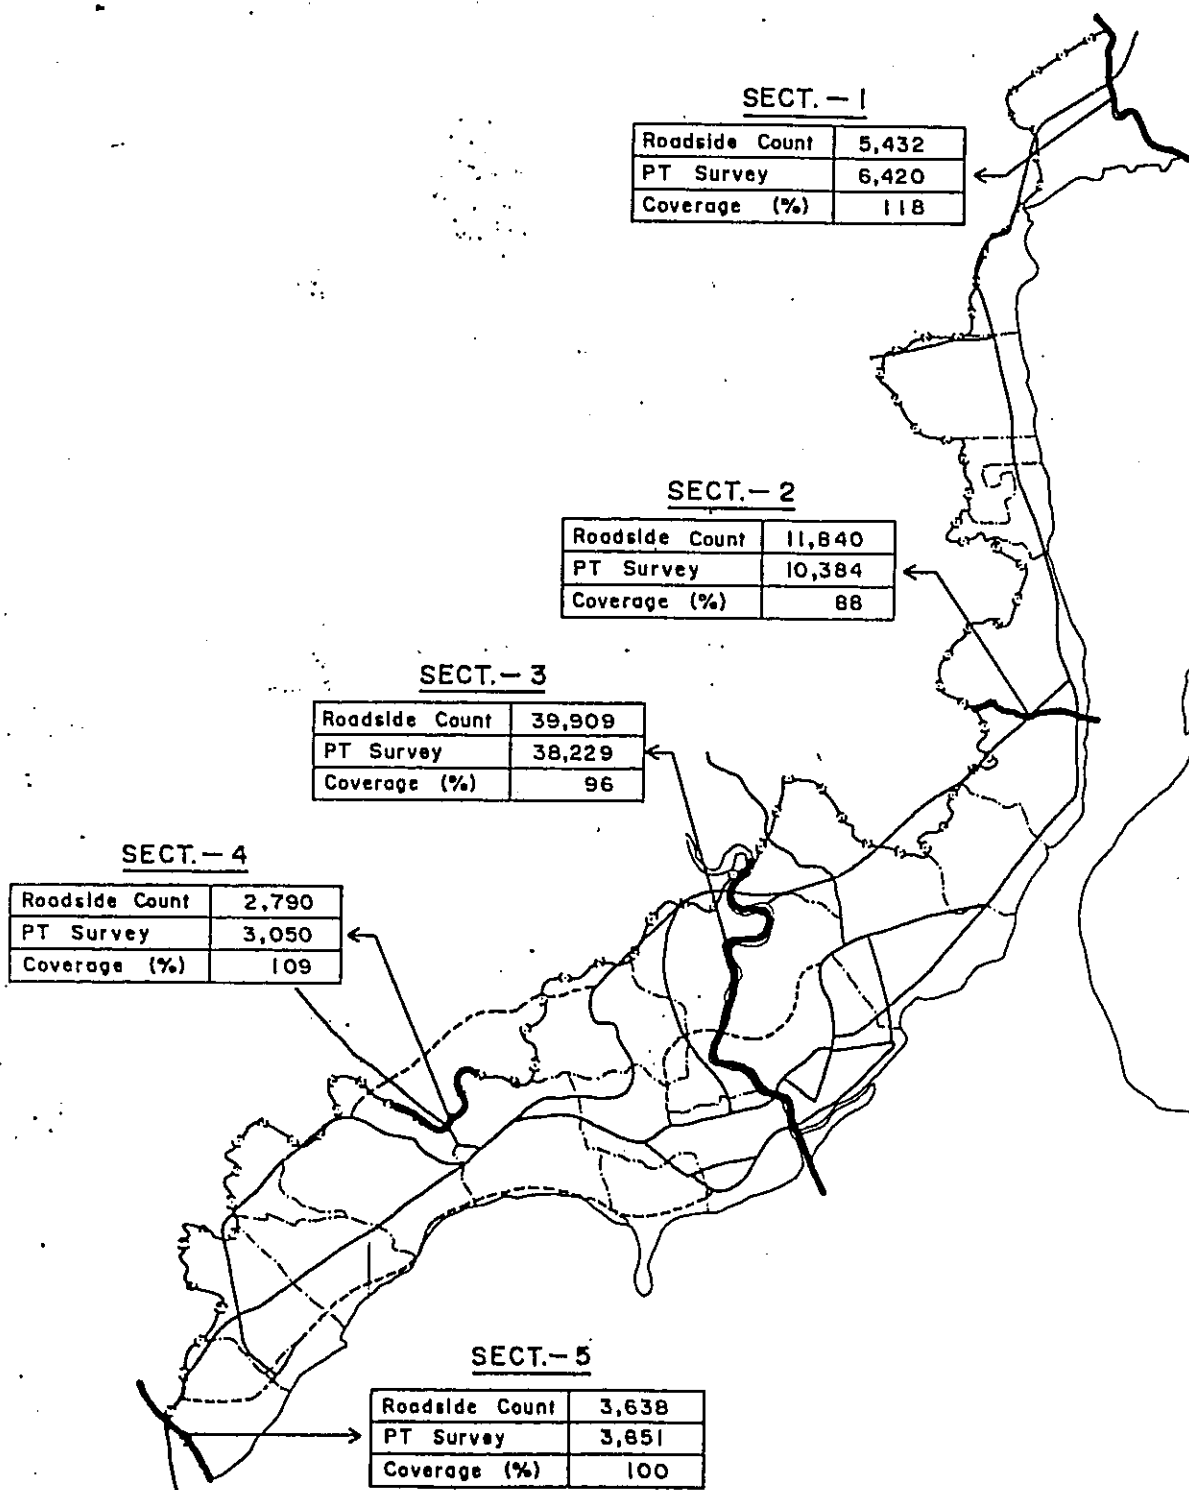 SECT.-1
Roadside Count 5,432
PT Survey 6,420
Coverage (%) 118
SECT.-2
Roadside Count 11,840
PT Survey 10,384
Coverage (%) 88
SECT.-3
Roadside Count 39,909
PT Survey 38,229
Coverage (%) 96
SECT.-4
Roadside Count 2,790
PT Survey 3,050
Coverage (%) 109
SECT.-5
Roadside Count 3,638
PT Survey 3,651
Coverage (%) 100